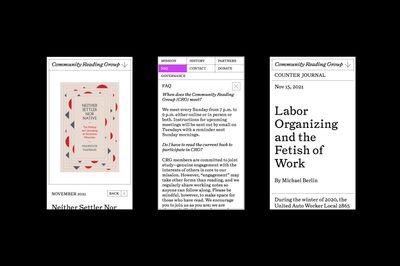 Community Reading Group ↓
NEITHER
SETTLER
NOR
NATIVE
NOVEMBER 2021
BACK
Neither Settler Nor
MISSION
HISTORY
PARTNERS
FAQ
CONTACT
DONATE
GOVERNANCE
FAQ
When does the Community Reading
Group (CRG) meet?
We meet every Sunday from 7 p.m. to
9 p.m. either online or in person or
both. Instructions for upcoming
meetings will be sent out by email on
Tuesdays with a reminder sent
Sunday mornings.
Do I have to read the current book to
participate in CRG?
CRG members are committed to joint
study—genuine engagement with the
interests of others is core to our
mission. However, “engagement” may
take other forms than reading, and we
regularly share working notes so
anyone can follow along. Please be
mindful, however, to make space for
those who have read. We encourage
you to join us as you are; we are
Community Reading Group ↓
COUNTER JOURNAL
Nov 15, 2021
Labor
Organizing
and the
Fetish of
Work
By Michael Berlin
During the winter of 2020, the
United Auto Worker Local 2865